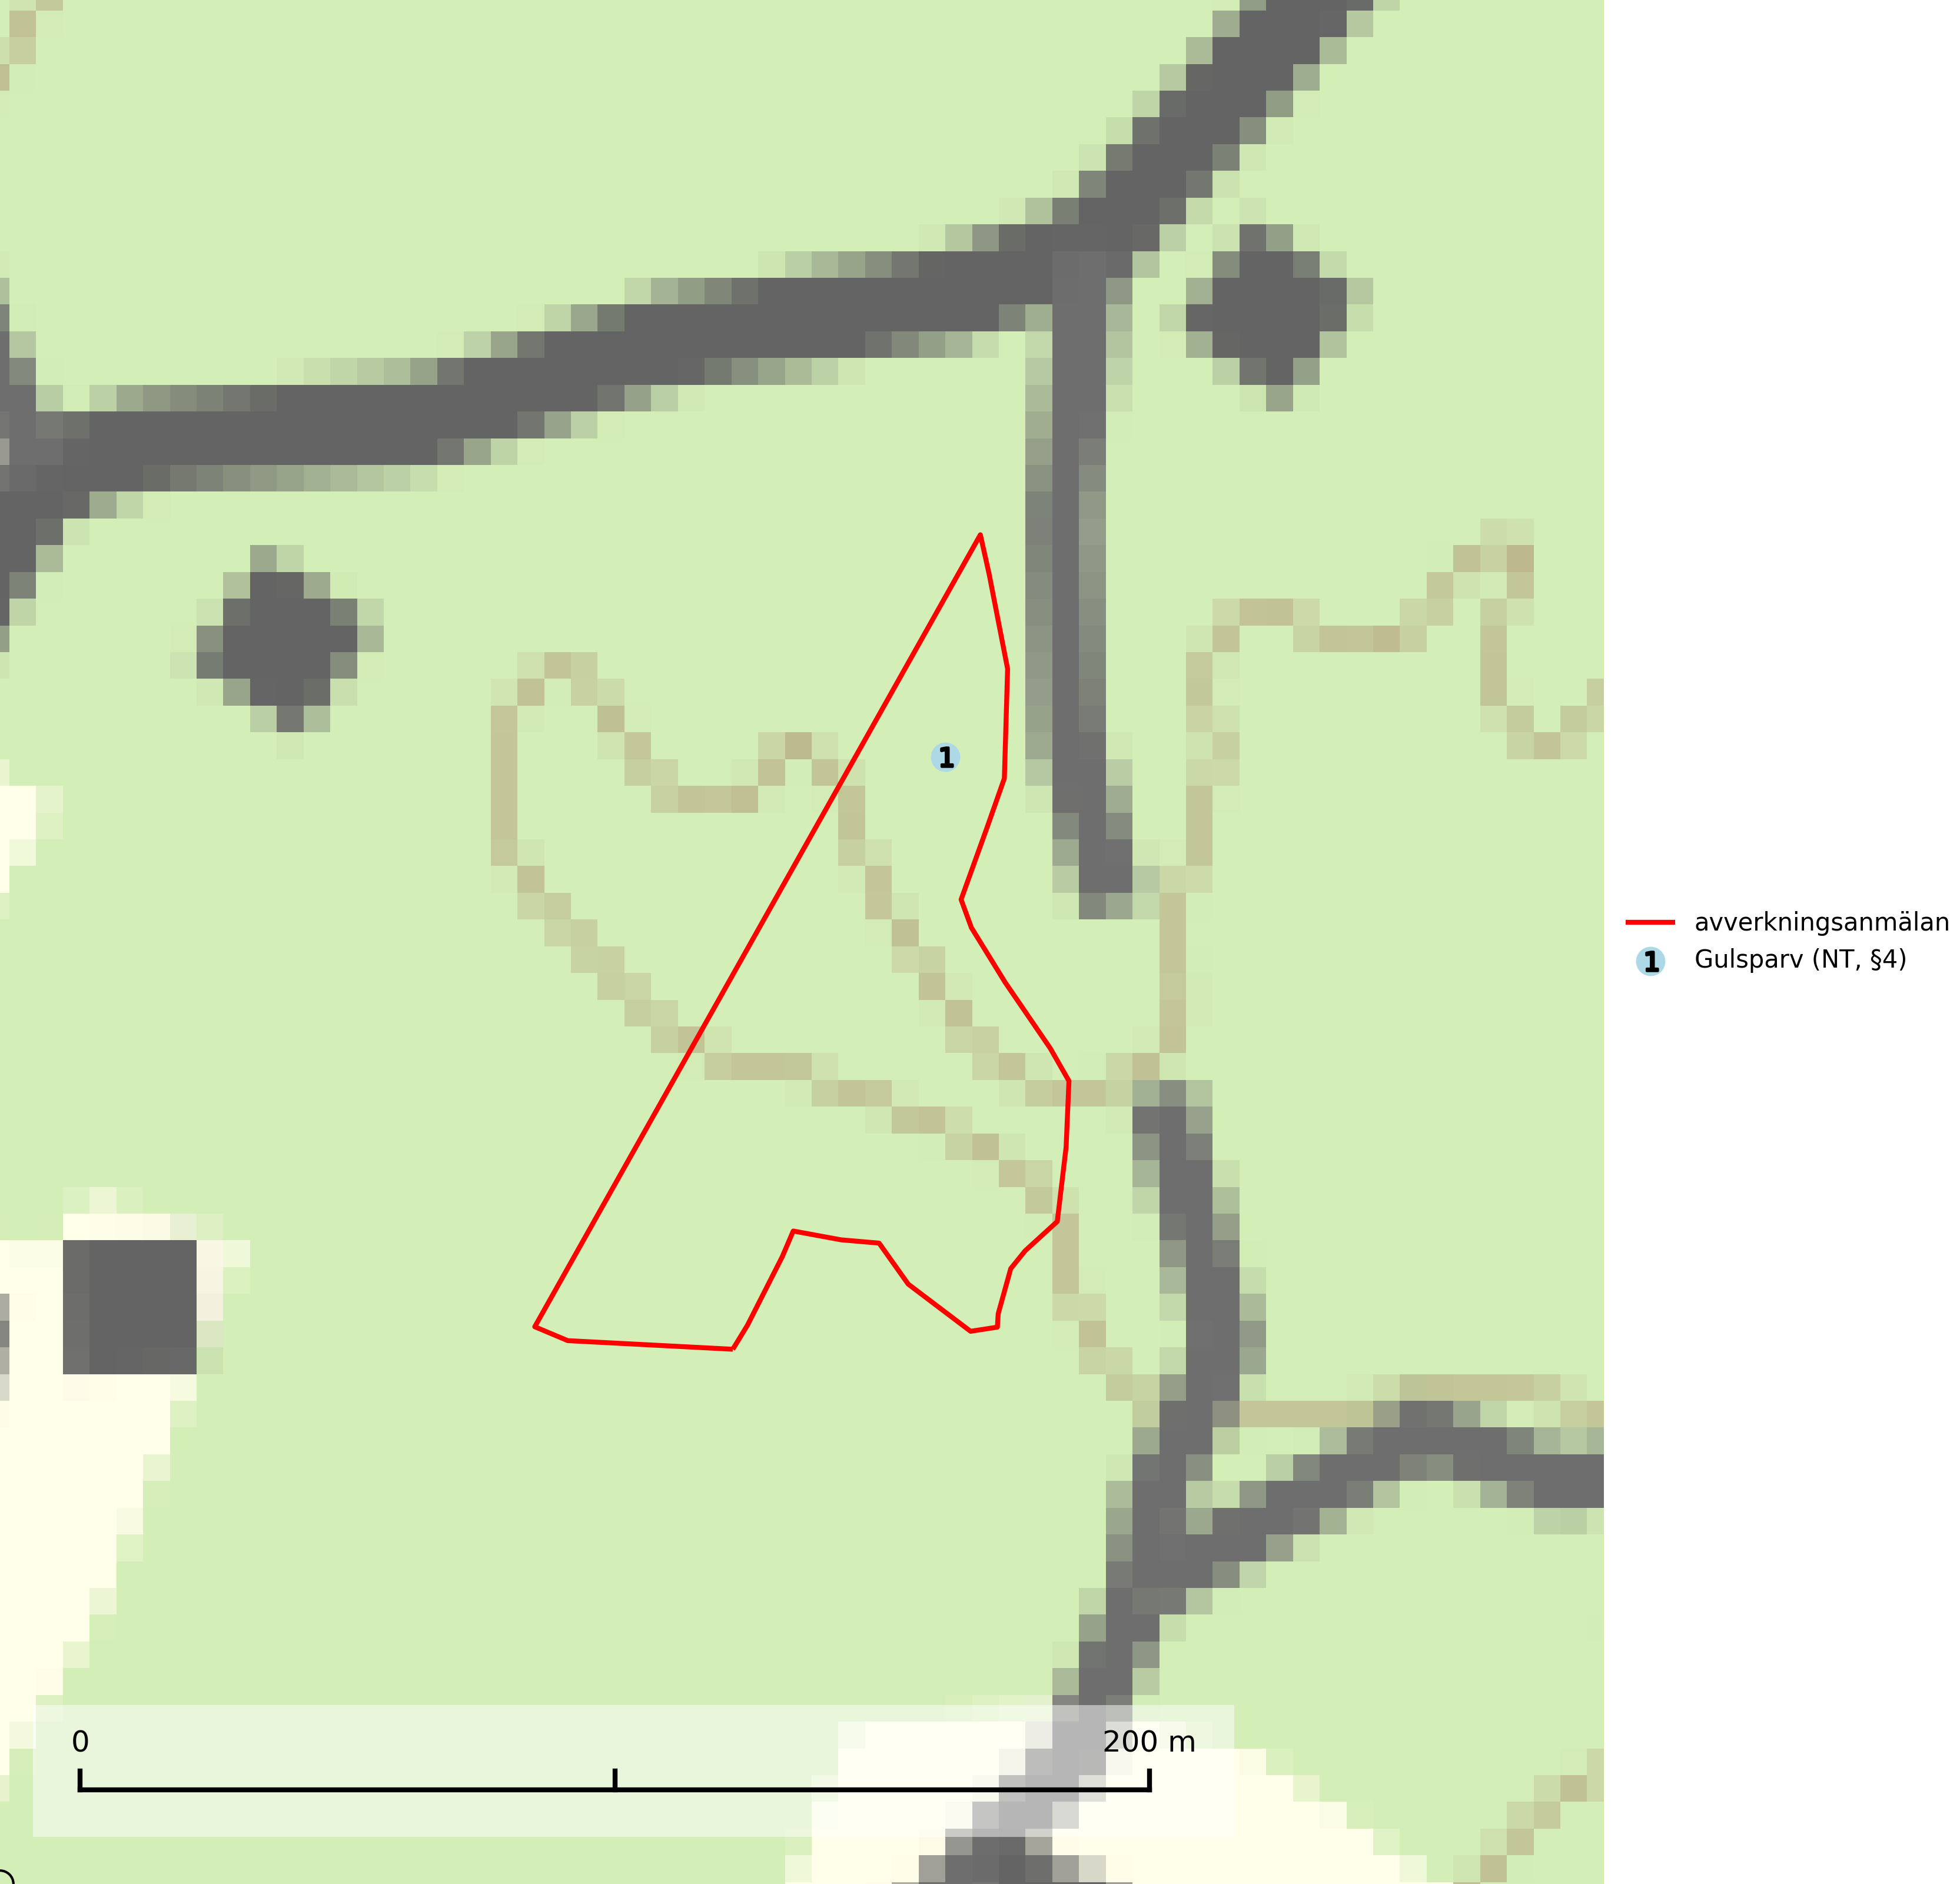 1
avverkningsanmälan
1 Gulsparv (NT, §4)
0 200 m